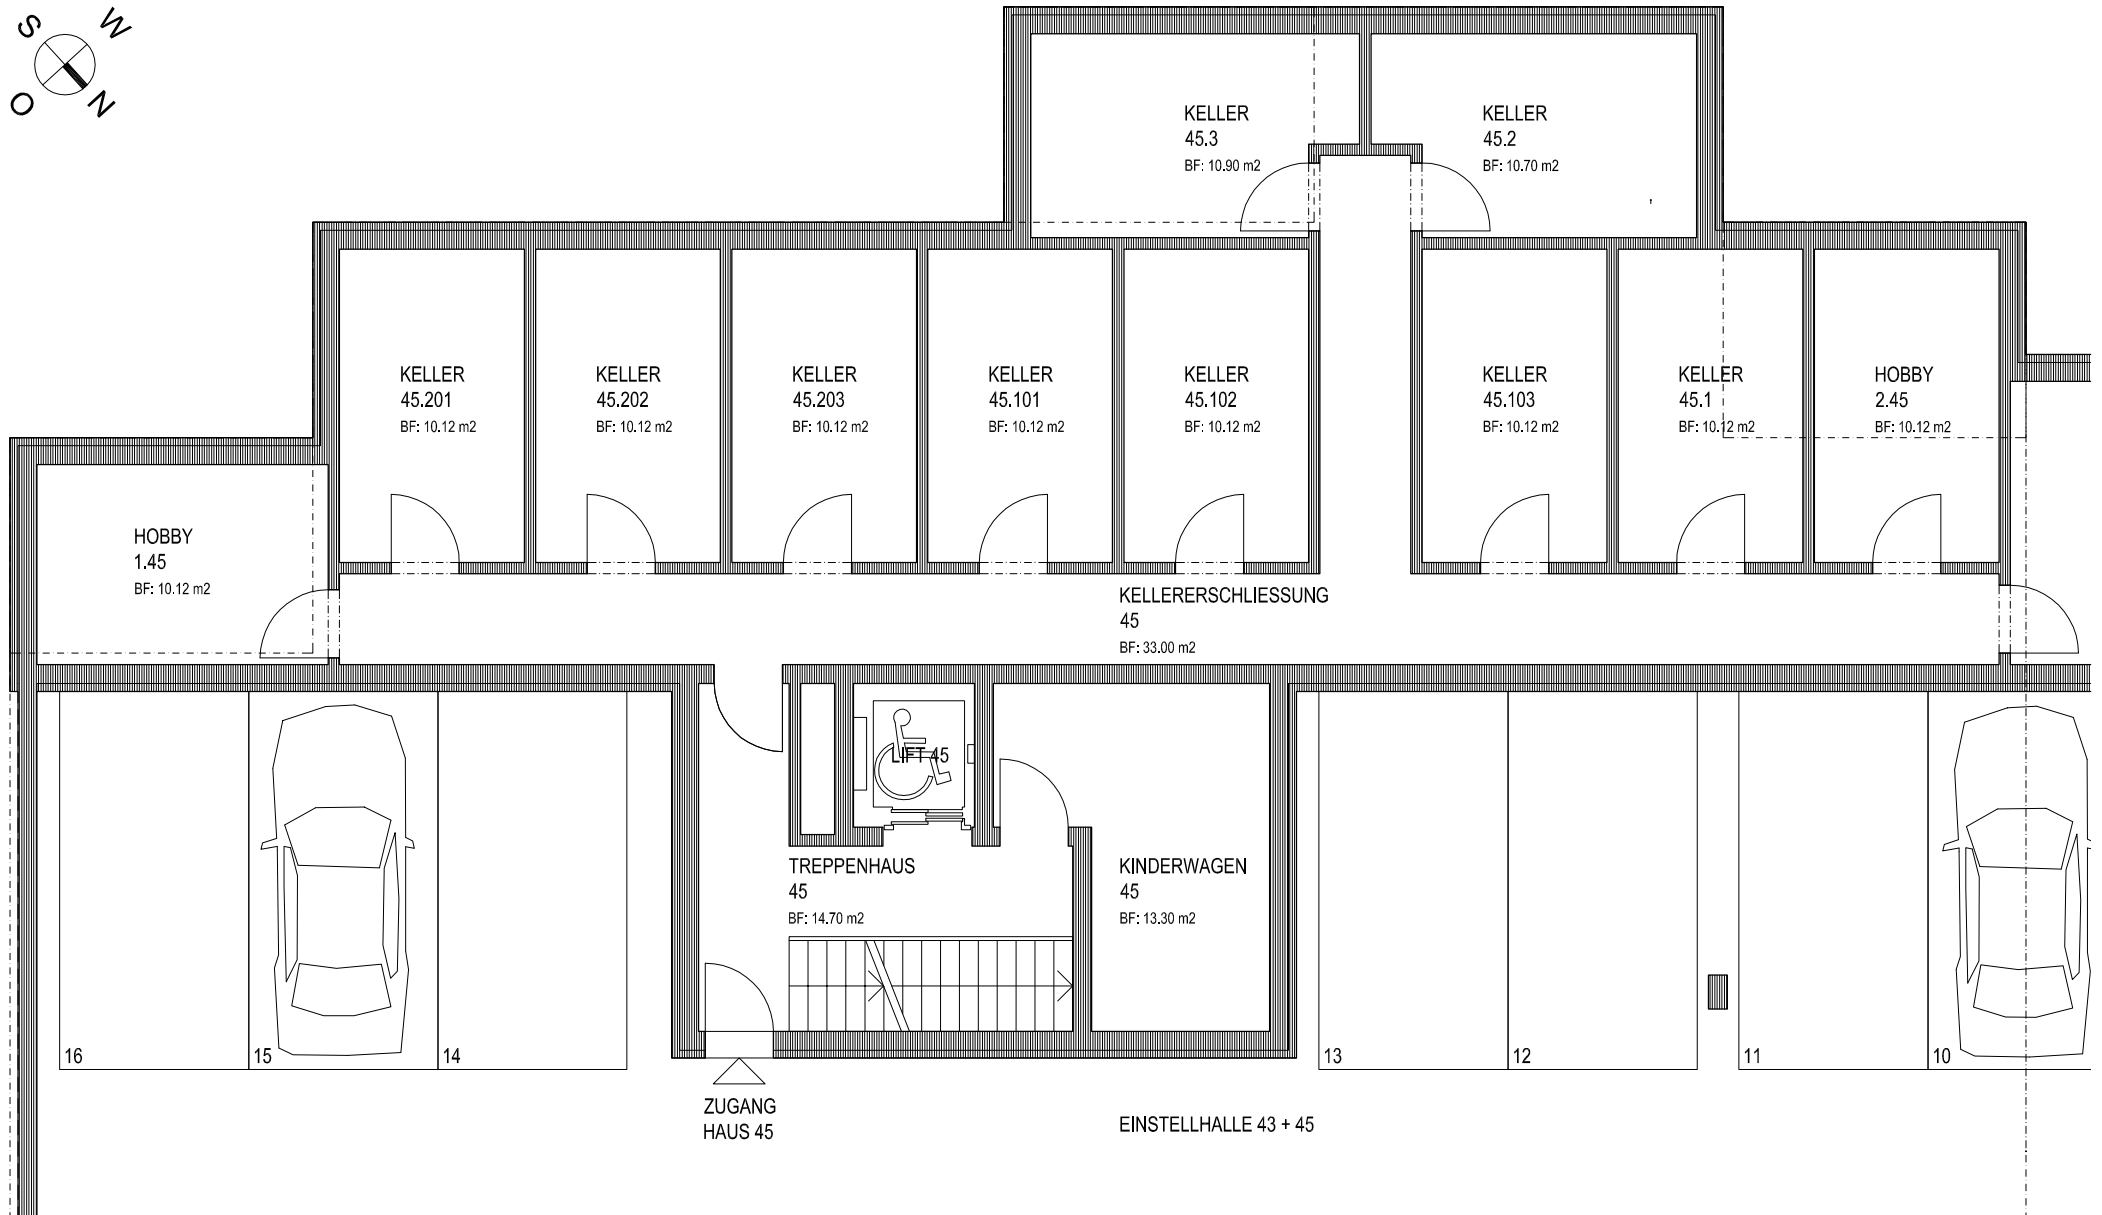 S
W
O
N
KELLER
45.3
BF: 10.90 m2
KELLER
45.2
BF: 10.70 m2
KELLER
45.201
BF: 10.12 m2
KELLER
45.202
BF: 10.12 m2
KELLER
45.203
BF: 10.12 m2
KELLER
45.101
BF: 10.12 m2
KELLER
45.102
BF: 10.12 m2
KELLER
45.103
BF: 10.12 m2
KELLER
45.1
BF: 10.12 m2
HOBBY
2.45
BF: 10.12 m2
HOBBY
1.45
BF: 10.12 m2
KELLERERSCHLIESSUNG
45
BF: 33.00 m2
LIFT 45
TREPPENHAUS
45
BF: 14.70 m2
KINDERWAGEN
45
BF: 13.30 m2
16
15
14
13
12
11
10
ZUGANG
HAUS 45
EINSTELLHALLE 43 + 45